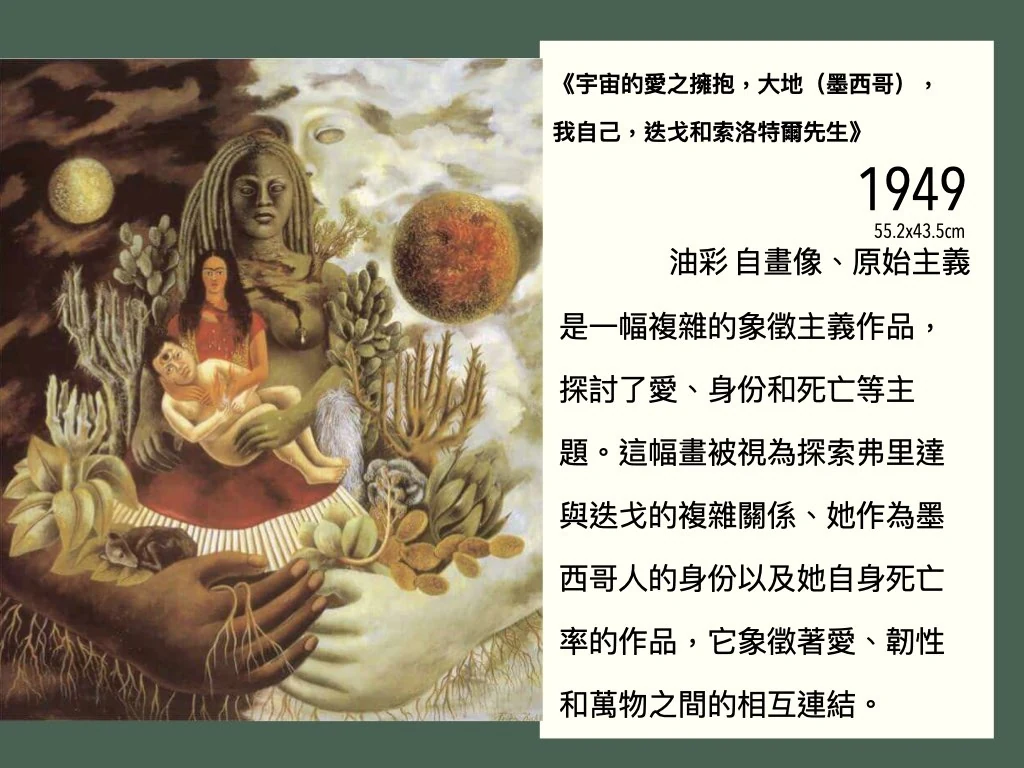 《宇宙的愛之擁抱，大地（墨西哥），
我自己，迭戈和索洛特爾先生》
1949
55.2x43.5cm
油彩 自畫像、原始主義
是一幅複雜的象徵主義作品，
探討了愛、身份和死亡等主
題。這幅畫被視為探索弗里達
與迭戈的複雜關係、她作為墨
西哥人的身份以及她自身死亡
率的作品，它象徵著愛、韌性
和萬物之間的相互連結。